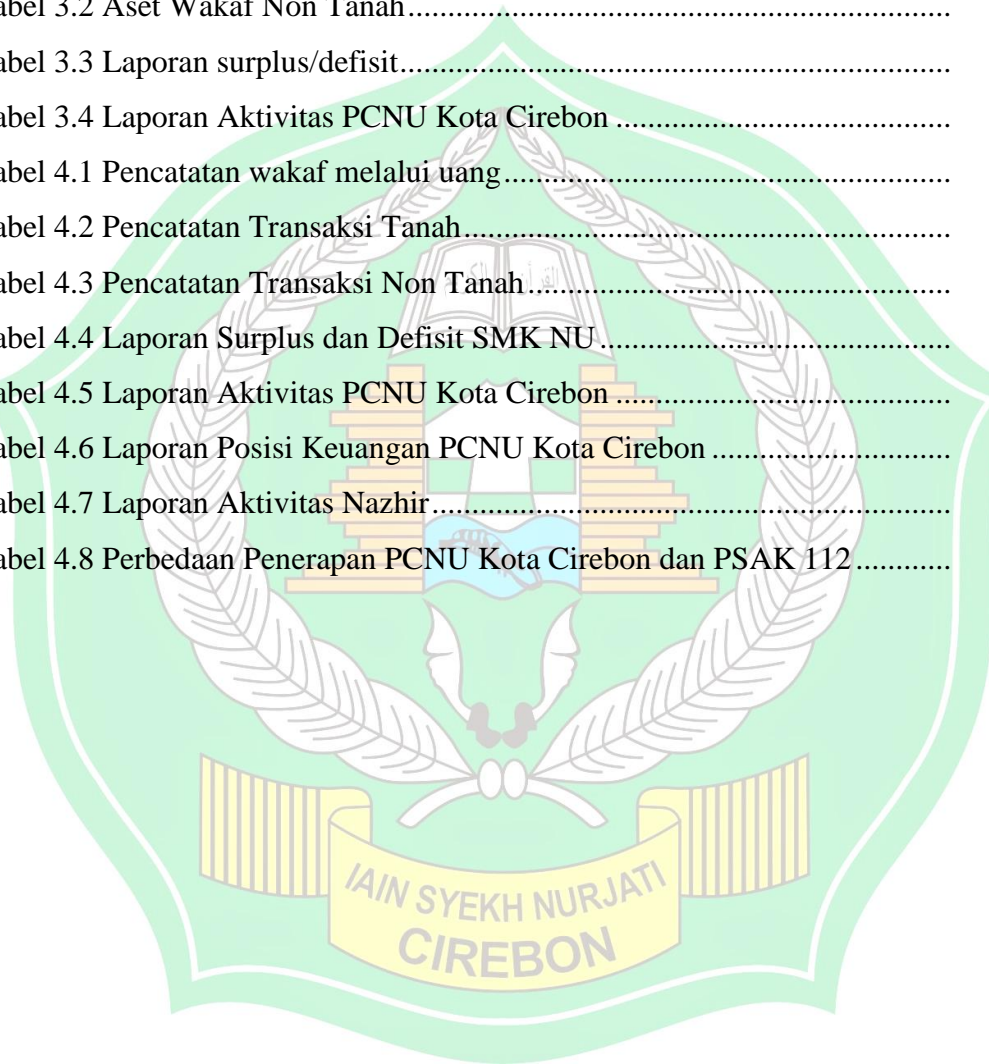 abel 3.2 Aset Wakaf Non Tanah....................................................................
abel 3.3 Laporan surplus/defisit.....................................................................
abel 3.4 Laporan Aktivitas PCNU Kota Cirebon ..........................................
abel 4.1 Pencatatan wakaf melalui uang........................................................
abel 4.2 Pencatatan Transaksi Tanah.............................................................
abel 4.3 Pencatatan Transaksi Non Tanah.....................................................
abel 4.4 Laporan Surplus dan Defisit SMK NU............................................
abel 4.5 Laporan Aktivitas PCNU Kota Cirebon ..........................................
abel 4.6 Laporan Posisi Keuangan PCNU Kota Cirebon ..............................
abel 4.7 Laporan Aktivitas Nazhir.................................................................
abel 4.8 Perbedaan Penerapan PCNU Kota Cirebon dan PSAK 112............
القرآن الكريم
IAIN SYEKH NURJATI
CIREBON